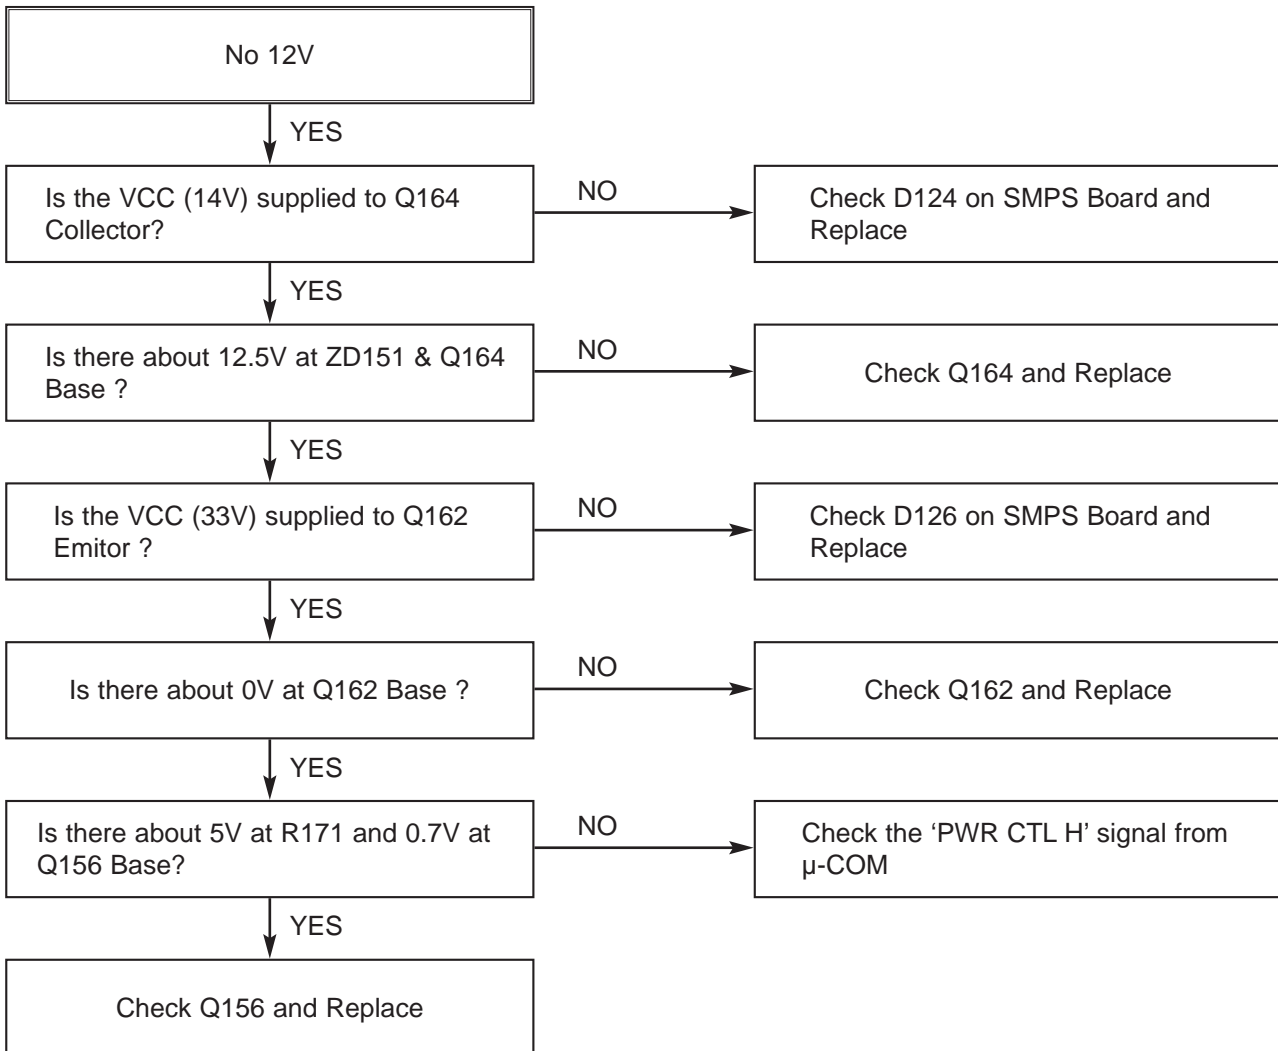 No 12V
YES
Is the VCC (14V) supplied to Q164
Collector?
NO
Check D124 on SMPS Board and
Replace
YES
Is there about 12.5V at ZD151 & Q164
Base ?
NO
Check Q164 and Replace
YES
Is the VCC (33V) supplied to Q162
Emitor ?
NO
Check D126 on SMPS Board and
Replace
YES
Is there about 0V at Q162 Base ?
NO
Check Q162 and Replace
YES
Is there about 5V at R171 and 0.7V at
Q156 Base?
NO
Check the ‘PWR CTL H’ signal from
µ-COM
YES
Check Q156 and Replace